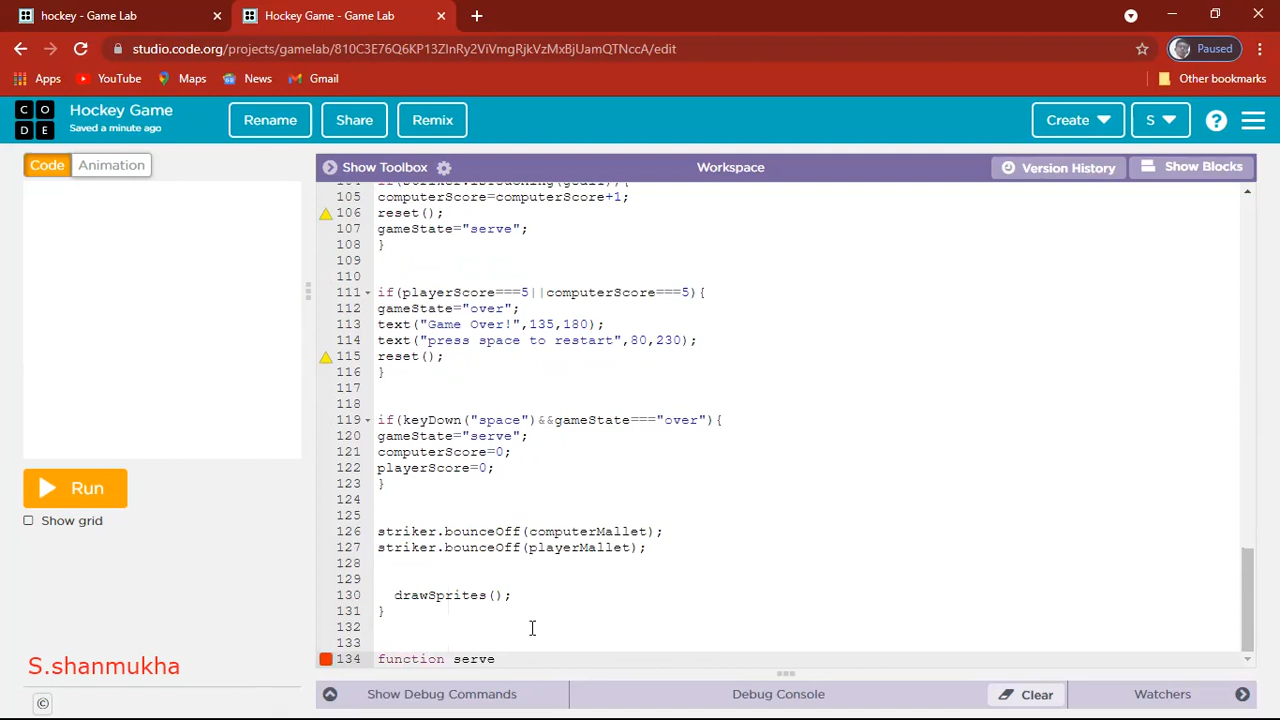 hockey - Game Lab
Hockey Game - Game Lab
studio.code.org/projects/gamelab/810C3E76Q6KP13ZlnRy2ViVmgRjkVzMxBjUamQTNccA/edit
Paused
Apps YouTube Maps News Gmail Other bookmarks
C O D E
Hockey Game
Saved a minute ago
Rename Share Remix Create S ?
Code Animation
Show Toolbox Workspace Version History Show Blocks
104 if(striker.isTouching(goal1)){
105 computerScore=computerScore+1;
106 reset();
107 gameState="serve";
108 }
109
110
111 if(playerScore===5||computerScore===5){
112 gameState="over";
113 text("Game Over!",135,180);
114 text("press space to restart",80,230);
115 reset();
116 }
117
118
119 if(keyDown("space")&&gameState==="over"){
120 gameState="serve";
121 computerScore=0;
122 playerScore=0;
123 }
124
125
126 striker.bounceOff(computerMallet);
127 striker.bounceOff(playerMallet);
128
129
130 drawSprites();
131 }
132
133
134 function serve
Run
Show grid
S.shanmukha
©
Show Debug Commands Debug Console Clear Watchers